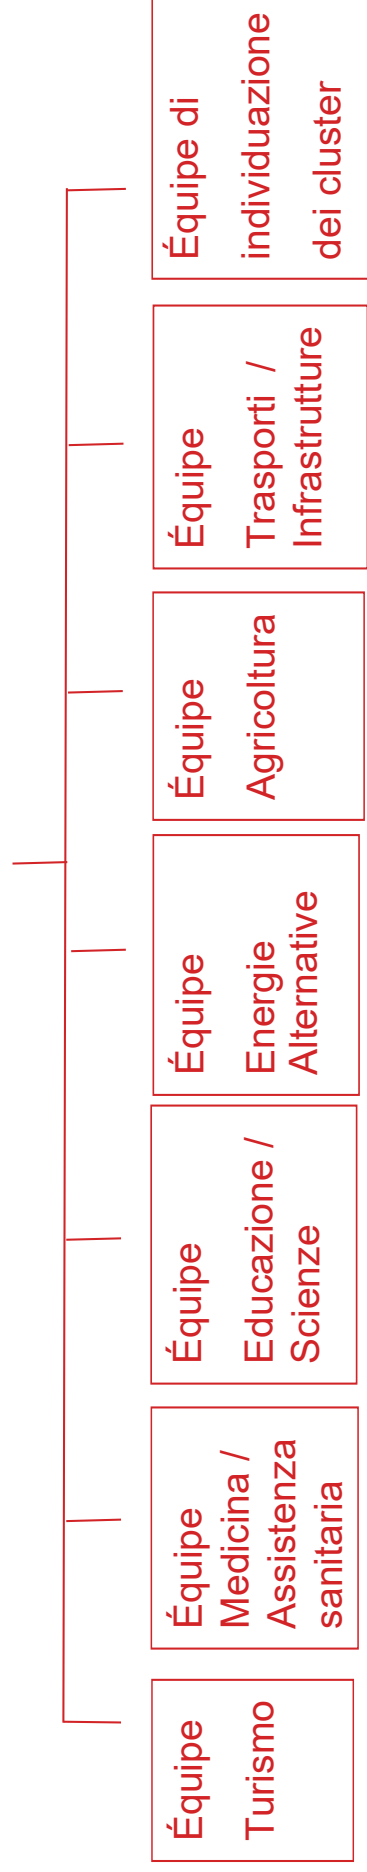 Équipe
Turismo
Équipe
Medicina /
Assistenza
sanitaria
Équipe
Educazione /
Scienze
Équipe
Energie
Alternative
Équipe
Agricoltura
Équipe
Trasporti /
Infrastrutture
Équipe di
individuazione
dei cluster